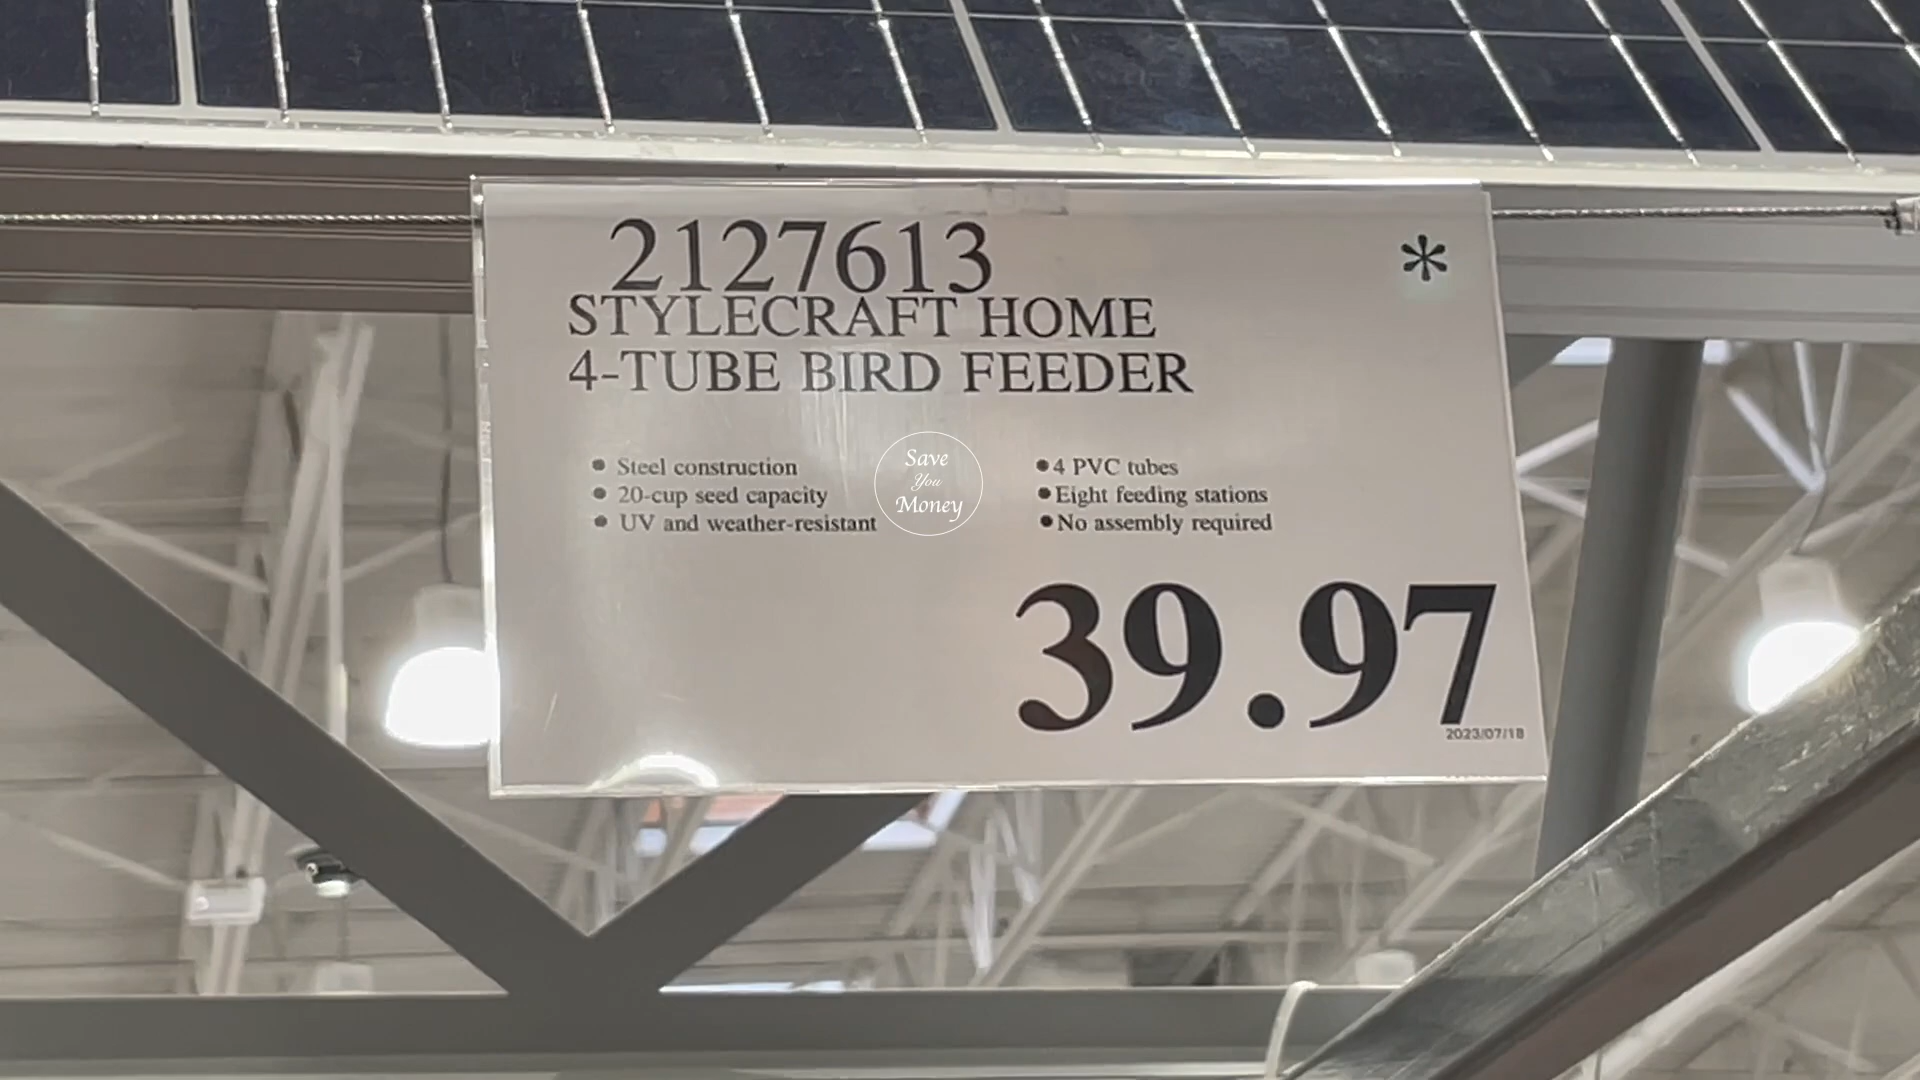 2127613
*
STYLECRAFT HOME
4-TUBE BIRD FEEDER
• Steel construction
• 20-cup seed capacity
• UV and weather-resistant
Save
You
Money
• 4 PVC tubes
• Eight feeding stations
• No assembly required
39.97
2023/07/18